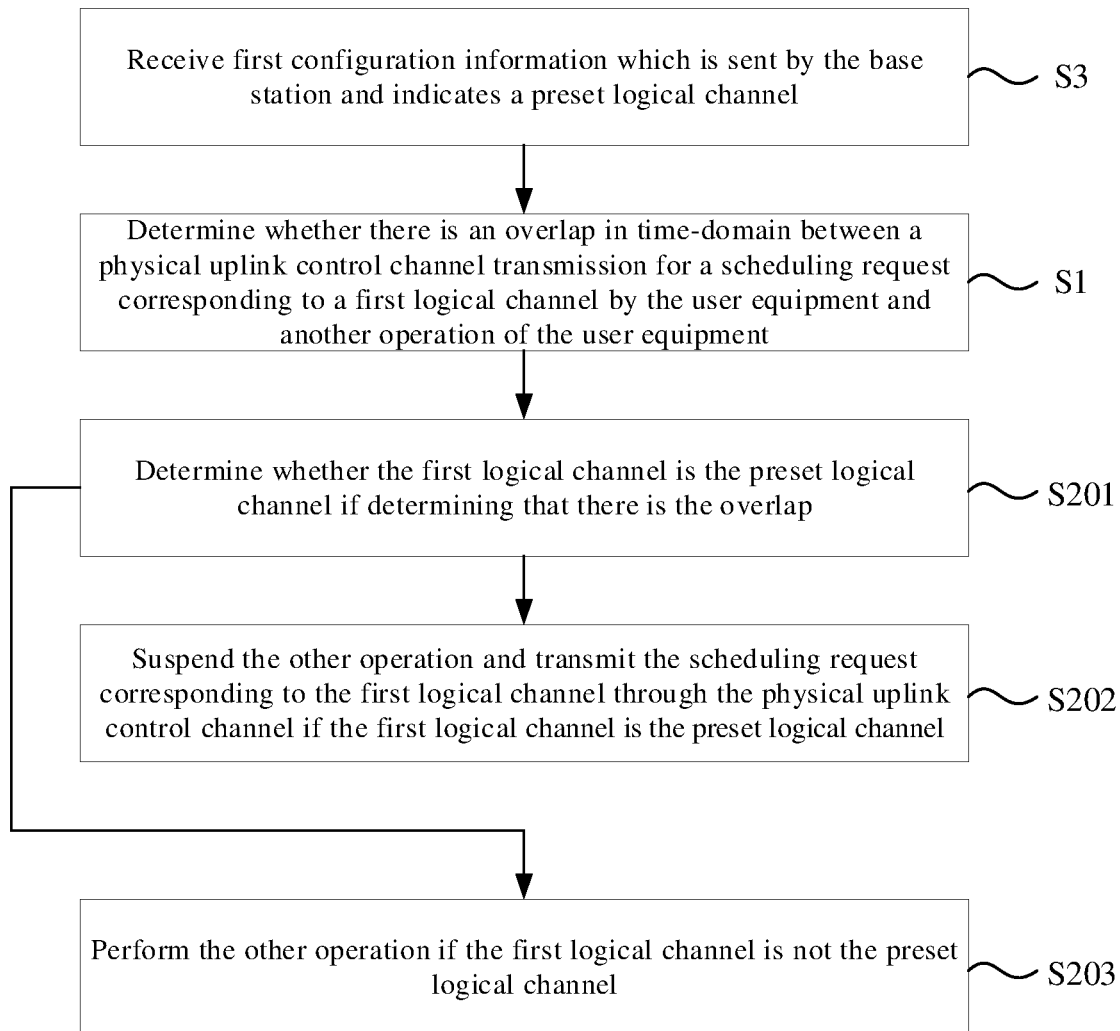 Receive first configuration information which is sent by the base
station and indicates a preset logical channel
S3
Determine whether there is an overlap in time-domain between a
physical uplink control channel transmission for a scheduling request
corresponding to a first logical channel by the user equipment and
another operation of the user equipment
S1
Determine whether the first logical channel is the preset logical
channel if determining that there is the overlap
S201
Suspend the other operation and transmit the scheduling request
corresponding to the first logical channel through the physical uplink
control channel if the first logical channel is the preset logical channel
S202
Perform the other operation if the first logical channel is not the preset
logical channel
S203